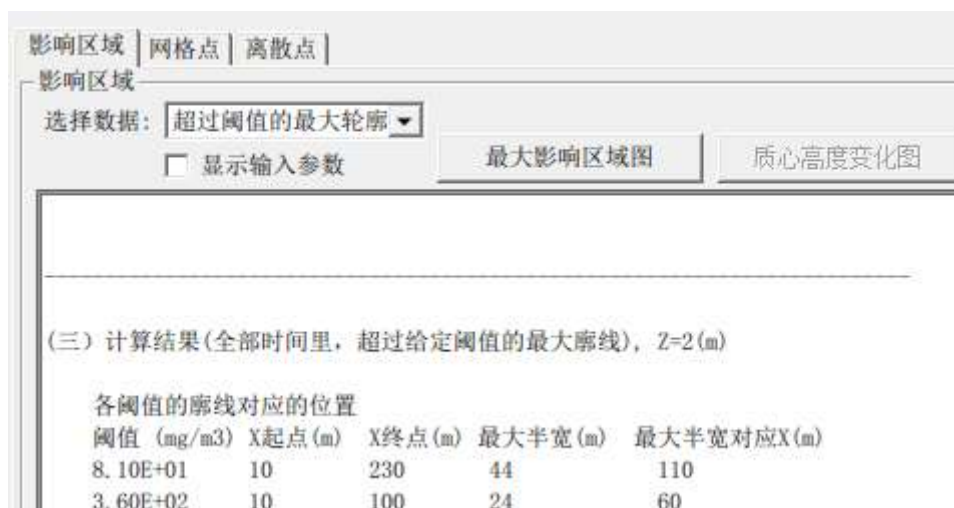 影响区域 网格点 离散点
影响区域
选择数据: 超过阈值的最大轮廓
显示输入参数 最大影响区域图 质心高度变化图
(三) 计算结果(全部时间里, 超过给定阈值的最大廓线), Z=2(m)
各阈值的廓线对应的位置
阈值 (mg/m3) X起点(m) X终点(m) 最大半宽(m) 最大半宽对应X(m)
8.10E+01 10 230 44 110
3.60E+02 10 100 24 60